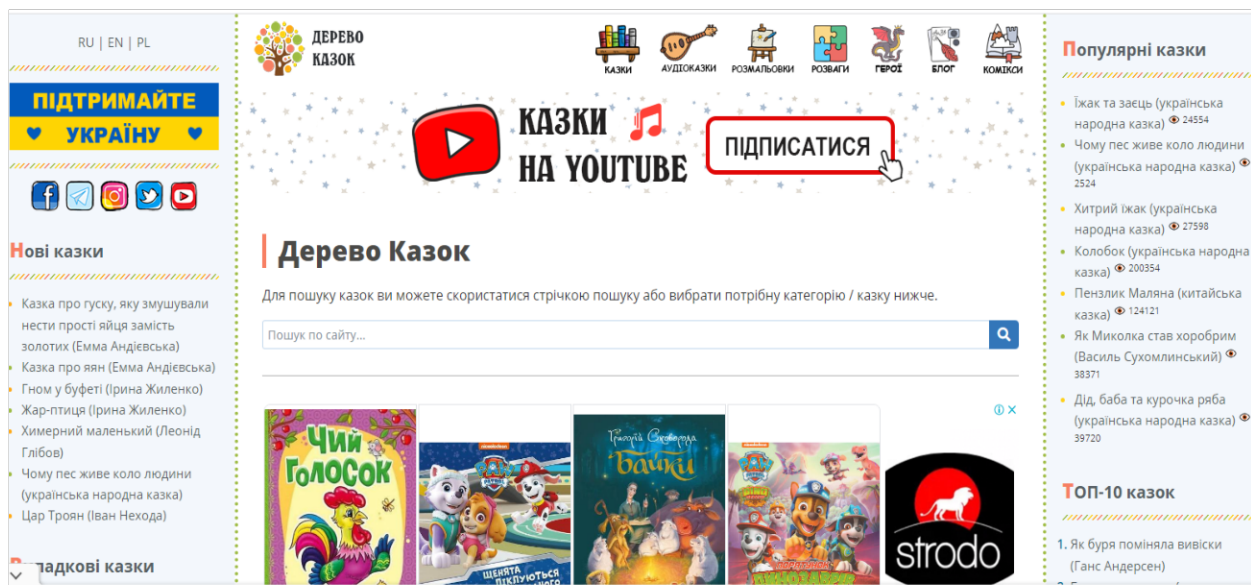 RU | EN | PL
ПІДТРИМАЙТЕ
УКРАЇНУ
Нові казки
Казка про гуску, яку змушували
нести прості яйця замість
золотих (Емма Андієвська)
Казка про яян (Емма Андієвська)
Гном у буфеті (Ірина Жиленко)
Жар-птиця (Ірина Жиленко)
Химерний маленький (Леонід
Глібов)
Чому пес живе коло людини
(українська народна казка)
Цар Троян (Іван Нехода)
падкові казки
ДЕРЕВО
КАЗОК
КАЗКИ
АУДІОКАЗКИ
РОЗМАЛЬОВКИ
РОЗВАГИ
ГЕРОЇ
БЛОГ
КОМІКСИ
КАЗКИ
НА YOUTUBE
ПІДПИСАТИСЯ
Дерево Казок
Для пошуку казок ви можете скористатися стрічкою пошуку або вибрати потрібну категорію / казку нижче.
Пошук по сайту...
Чий
Голосок
ЩЕНЯТА
ПІКЛУЮТЬСЯ
Григорій Сковорода
Байки
strodo
Популярні казки
Їжак та заєць (українська
народна казка) 24554
Чому пес живе коло людини
(українська народна казка)
2524
Хитрий їжак (українська
народна казка) 27598
Колобок (українська народна
казка) 200354
Пензлик Маляна (китайська
казка) 124121
Як Миколка став хоробрим
(Василь Сухомлинський)
38371
Дід, баба та курочка ряба
(українська народна казка)
39720
ТОП-10 казок
1. Як буря поміняла вивіски
(Ганс Андерсен)